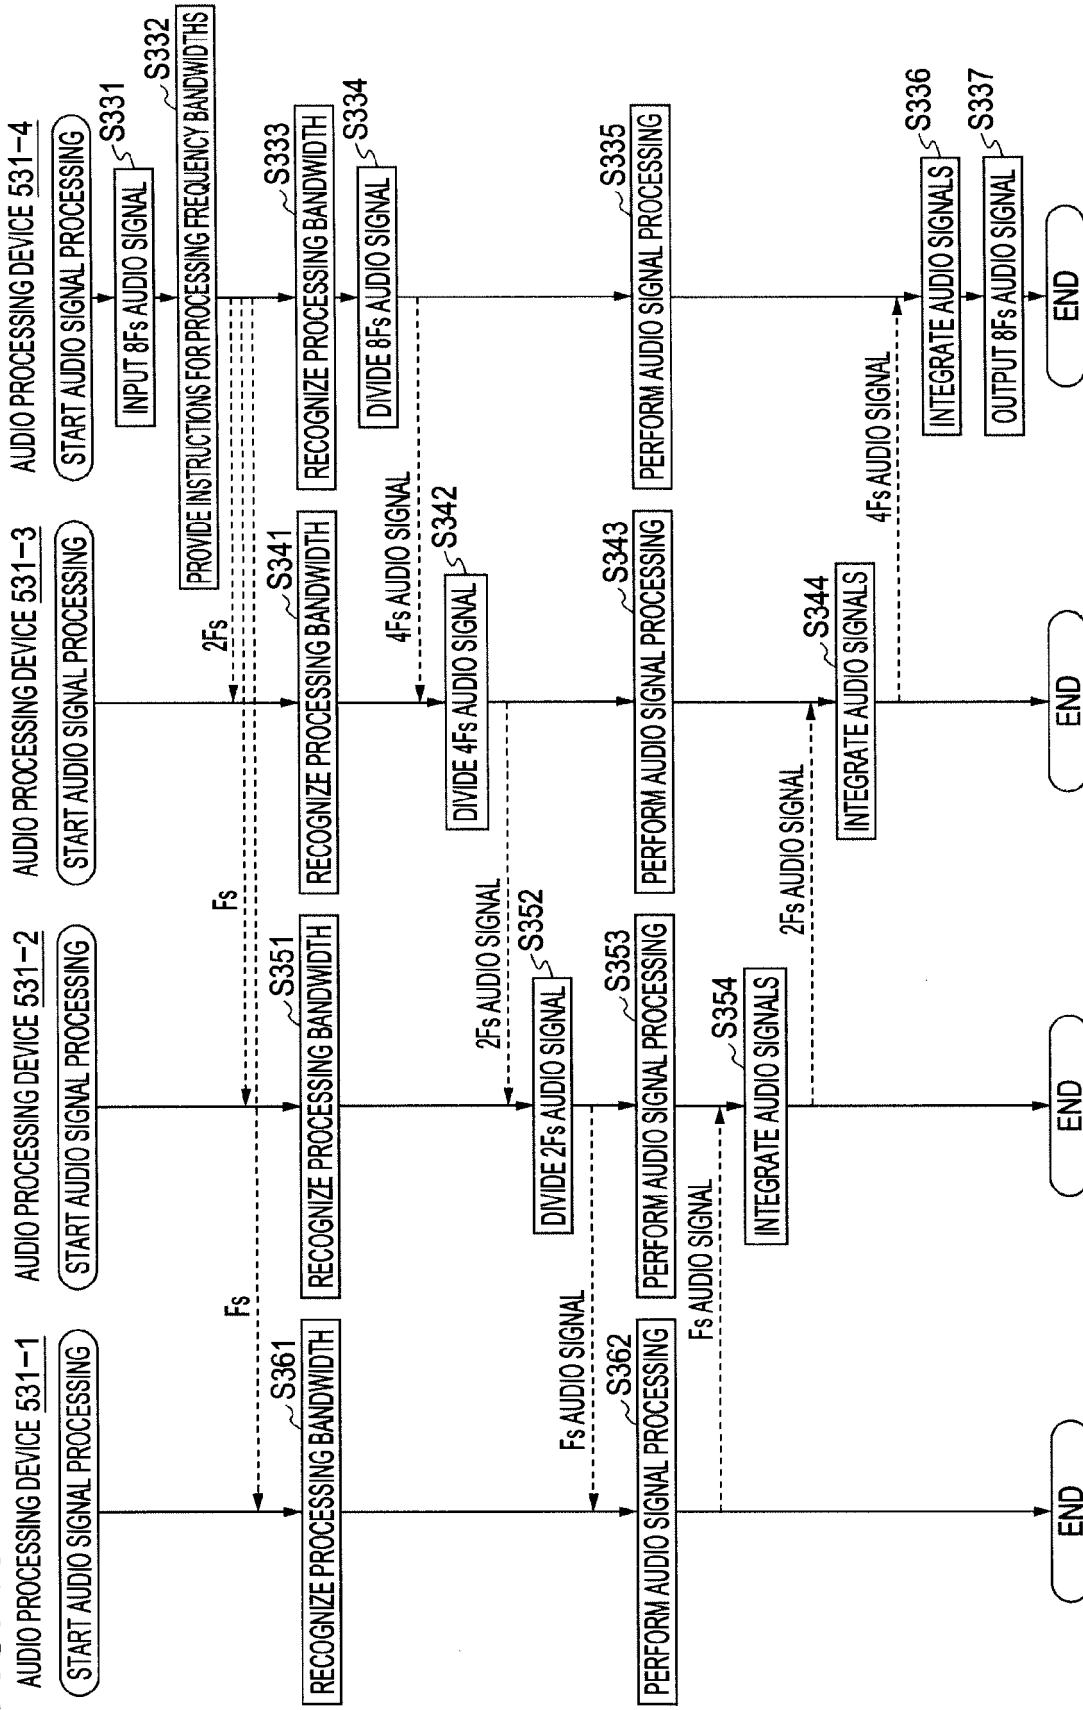 AUDIO PROCESSING DEVICE 531-1
START AUDIO SIGNAL PROCESSING
S361
RECOGNIZE PROCESSING BANDWIDTH
S362
PERFORM AUDIO SIGNAL PROCESSING
END
Fs
Fs AUDIO SIGNAL
Fs AUDIO SIGNAL
AUDIO PROCESSING DEVICE 531-2
START AUDIO SIGNAL PROCESSING
S351
RECOGNIZE PROCESSING BANDWIDTH
S352
DIVIDE 2Fs AUDIO SIGNAL
S353
PERFORM AUDIO SIGNAL PROCESSING
S354
INTEGRATE AUDIO SIGNALS
END
Fs
2Fs AUDIO SIGNAL
2Fs AUDIO SIGNAL
AUDIO PROCESSING DEVICE 531-3
START AUDIO SIGNAL PROCESSING
S341
RECOGNIZE PROCESSING BANDWIDTH
S342
DIVIDE 4Fs AUDIO SIGNAL
S343
PERFORM AUDIO SIGNAL PROCESSING
S344
INTEGRATE AUDIO SIGNALS
END
2Fs
4Fs AUDIO SIGNAL
4Fs AUDIO SIGNAL
AUDIO PROCESSING DEVICE 531-4
START AUDIO SIGNAL PROCESSING
S331
INPUT 8Fs AUDIO SIGNAL
S332
PROVIDE INSTRUCTIONS FOR PROCESSING FREQUENCY BANDWIDTHS
S333
RECOGNIZE PROCESSING BANDWIDTH
S334
DIVIDE 8Fs AUDIO SIGNAL
S335
PERFORM AUDIO SIGNAL PROCESSING
S336
INTEGRATE AUDIO SIGNALS
S337
OUTPUT 8Fs AUDIO SIGNAL
END